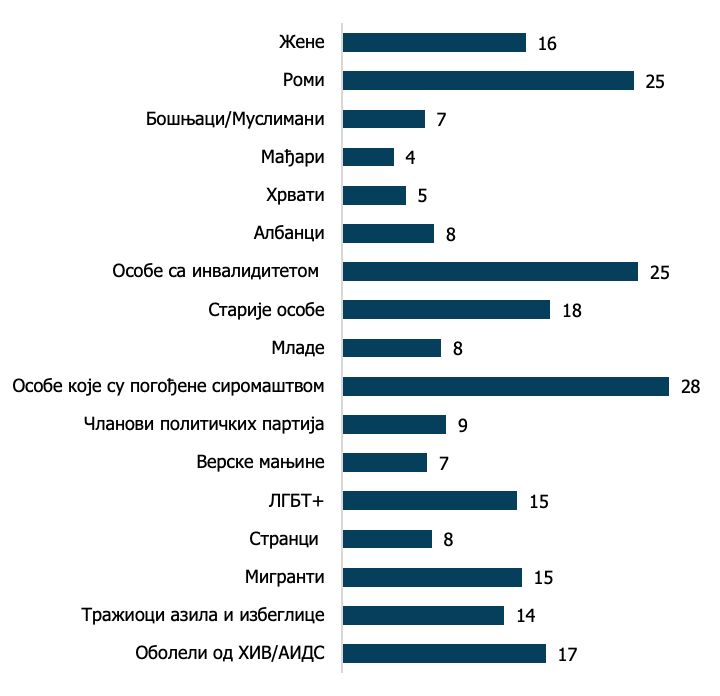 Жене 16
Роми 25
Бошњаци/Муслимани 7
Мађари 4
Хрвати 5
Албанци 8
Особе са инвалидитетом 25
Старије особе 18
Младе 8
Особе које су погођене сиромаштвом 28
Чланови политичких партија 9
Верске мањине 7
ЛГБТ+ 15
Странци 8
Мигранти 15
Тражиоци азила и избеглице 14
Оболели од ХИВ/АИДС 17